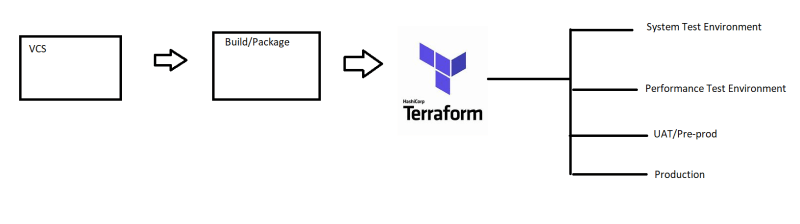 VCS
Build/Package
HashiCorp
Terraform
System Test Environment
Performance Test Environment
UAT/Pre-prod
Production